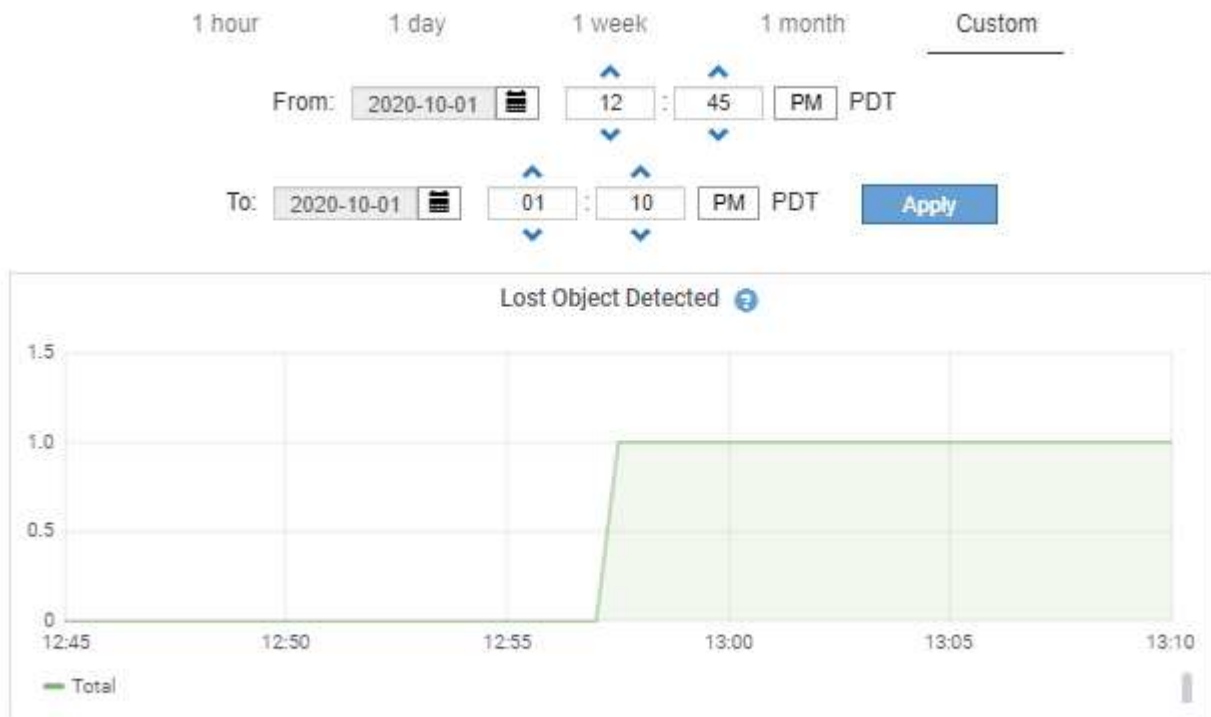 1 hour 1 day 1 week 1 month Custom
From: 2020-10-01 12 : 45 PM PDT
To: 2020-10-01 01 : 10 PM PDT Apply
Lost Object Detected ?
1.5
1.0
0.5
0
12:45 12:50 12:55 13:00 13:05 13:10
Total